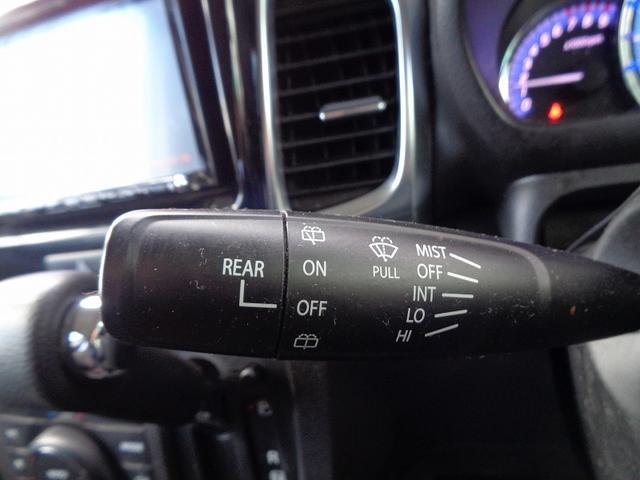 REAR
ON
OFF
PULL
MIST
OFF
INT
LO
HI
R